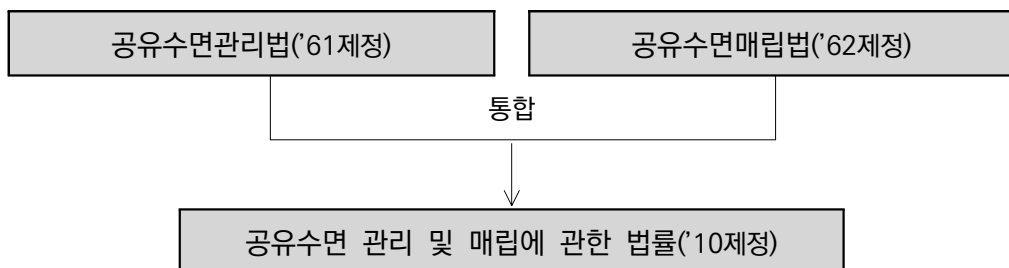 공유수면관리법(’61제정)
공유수면매립법(’62제정)
통합
공유수면 관리 및 매립에 관한 법률(’10제정)